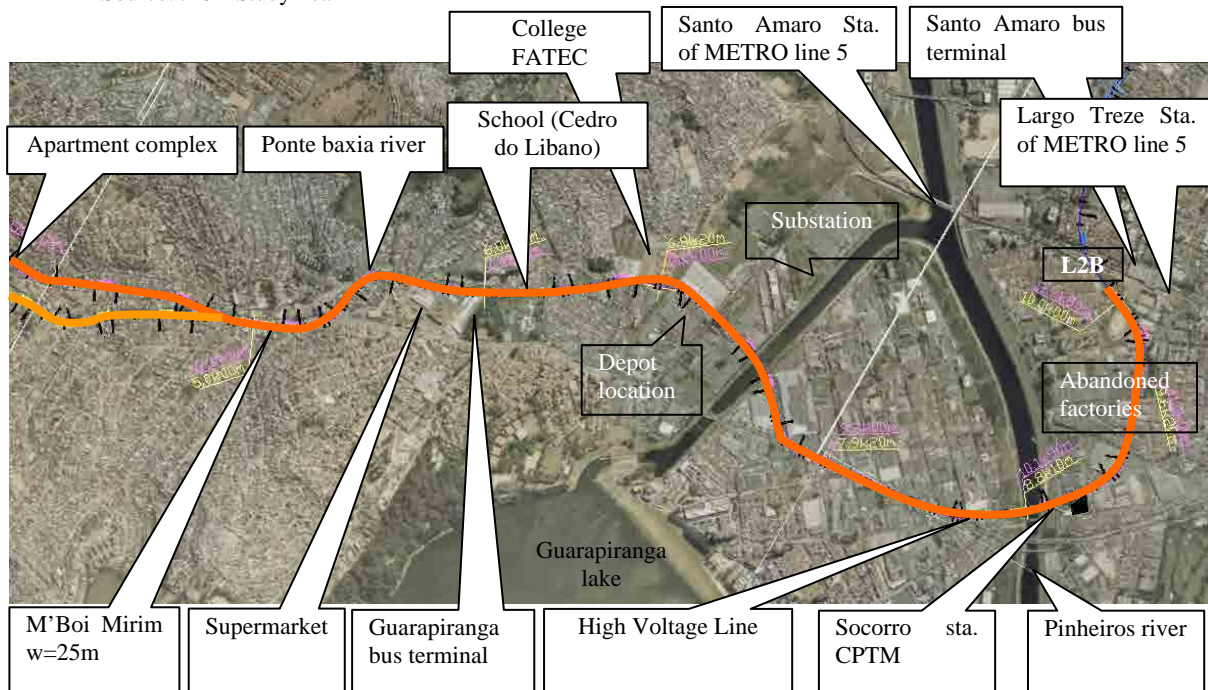 College
FATEC
Santo Amaro Sta.
of METRO line 5
Santo Amaro bus
terminal
School (Cedro
do Libano)
Largo Treze Sta.
of METRO line 5
Apartment complex
Ponte baxia river
Substation
L2B
Depot
location
Abandoned
factories
7.9k20m
Guarapiranga
lake
M'Boi Mirim
w=25m
Supermarket
Guarapiranga
bus terminal
High Voltage Line
Socorro sta.
CPTM
Pinheiros river